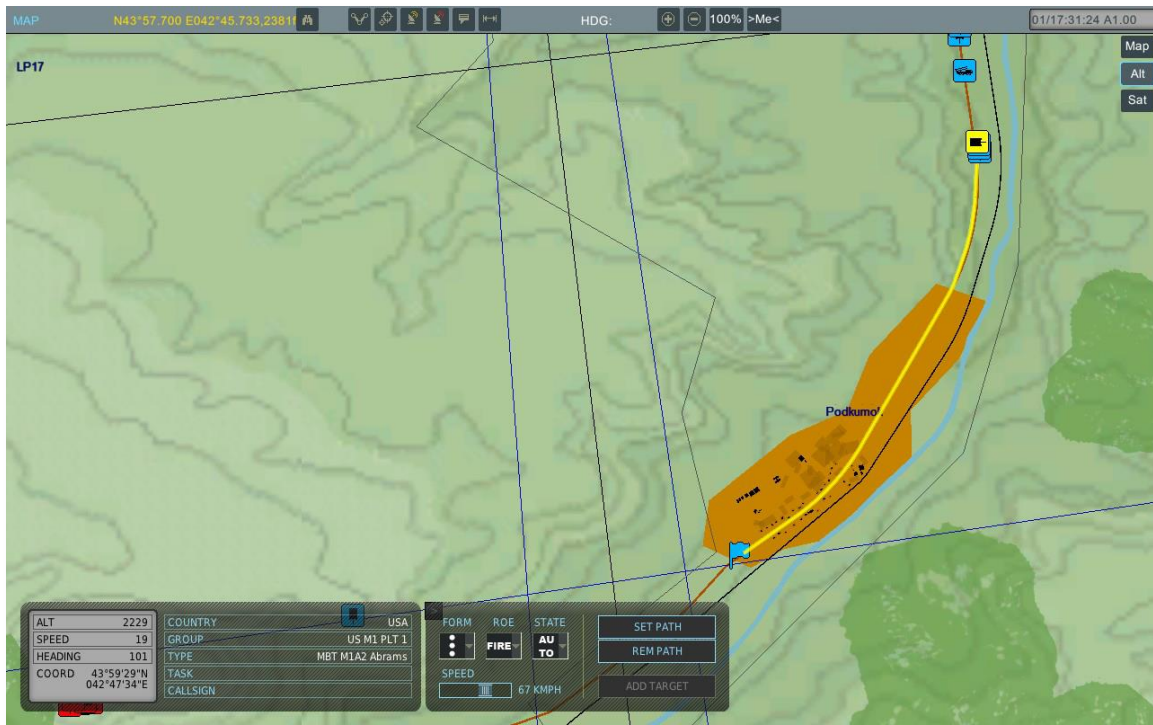 MAP N43°57.700 E042°45.733,2381f HDG: 100% >Me< 01/17:31:24 A1.00
Map
LP17
Alt
Sat
Podkumo
ALT 2229
SPEED 19
HEADING 101
COORD 43°59'29"N
042°47'34"E
COUNTRY USA
GROUP US M1 PLT 1
TYPE MBT M1A2 Abrams
TASK
CALLSIGN
>
FORM ROE STATE
FIRE AU
TO
SPEED
67 KMPH
SET PATH
REM PATH
ADD TARGET